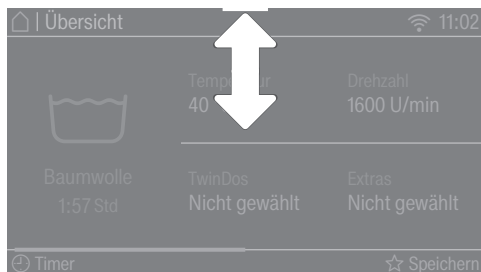 Übersicht 11:02
Drehzahl
40 1600 U/min
Baumwolle
1:57 Std
TwinDos Extras
Nicht gewählt Nicht gewählt
Timer Speichern